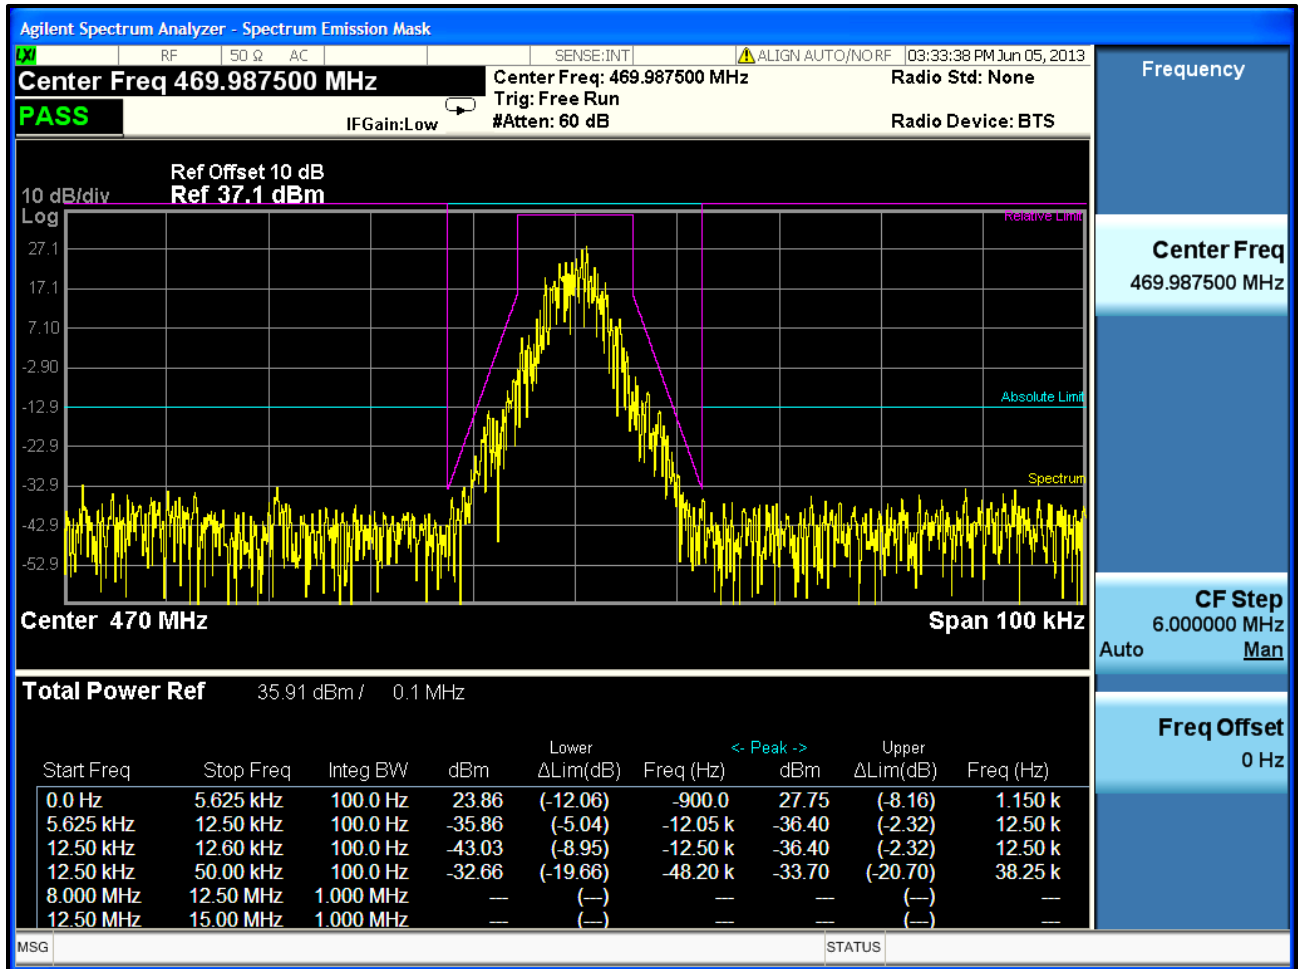 Agilent Spectrum Analyzer - Spectrum Emission Mask
LXI RF 50 Ω AC SENSE:INT ALIGN AUTO/NO RF 03:33:38 PM Jun 05, 2013
Center Freq 469.987500 MHz
Center Freq: 469.987500 MHz
Radio Std: None
Trig: Free Run
PASS
IFGain:Low
#Atten: 60 dB
Radio Device: BTS
Ref Offset 10 dB
10 dB/div Ref 37.1 dBm
Log
Relative Limit
27.1
17.1
7.10
-2.90
-12.9
Absolute Limit
-22.9
-32.9
Spectrum
-42.9
-52.9
Center 470 MHz Span 100 kHz
Total Power Ref 35.91 dBm / 0.1 MHz
Lower <- Peak -> Upper
Start Freq Stop Freq Integ BW dBm ΔLim(dB) Freq (Hz) dBm ΔLim(dB) Freq (Hz)
0.0 Hz 5.625 kHz 100.0 Hz 23.86 (-12.06) -900.0 27.75 (-8.16) 1.150 k
5.625 kHz 12.50 kHz 100.0 Hz -35.86 (-5.04) -12.05 k -36.40 (-2.32) 12.50 k
12.50 kHz 12.60 kHz 100.0 Hz -43.03 (-8.95) -12.50 k -36.40 (-2.32) 12.50 k
12.50 kHz 50.00 kHz 100.0 Hz -32.66 (-19.66) -48.20 k -33.70 (-20.70) 38.25 k
8.000 MHz 12.50 MHz 1.000 MHz --- (---) --- --- (---) ---
12.50 MHz 15.00 MHz 1.000 MHz --- (---) --- --- (---) ---
MSG STATUS
Frequency
Center Freq
469.987500 MHz
CF Step
6.000000 MHz
Auto Man
Freq Offset
0 Hz